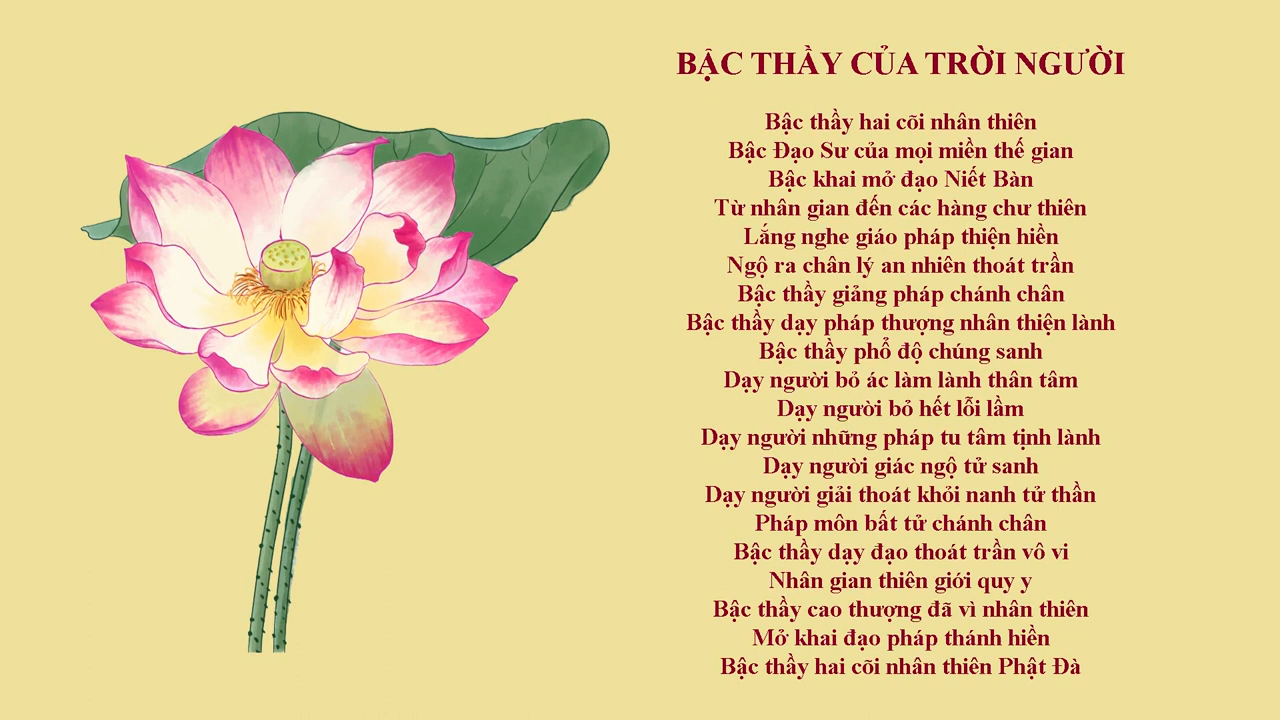 BẬC THẦY CỦA TRỜI NGƯỜI
Bậc thầy hai cõi nhân thiên
Bậc Đạo Sư của mọi miền thế gian
Bậc khai mở đạo Niết Bàn
Từ nhân gian đến các hàng chư thiên
Lắng nghe giáo pháp thiện hiền
Ngộ ra chân lý an nhiên thoát trần
Bậc thầy giảng pháp chánh chân
Bậc thầy dạy pháp thượng nhân thiện lành
Bậc thầy phổ độ chúng sanh
Dạy người bỏ ác làm lành thân tâm
Dạy người bỏ hết lỗi lầm
Dạy người những pháp tu tâm tịnh lành
Dạy người giác ngộ tử sanh
Dạy người giải thoát khỏi nanh tử thần
Pháp môn bất tử chánh chân
Bậc thầy dạy đạo thoát trần vô vi
Nhân gian thiên giới quy y
Bậc thầy cao thượng đã vì nhân thiên
Mở khai đạo pháp thánh hiền
Bậc thầy hai cõi nhân thiên Phật Đà